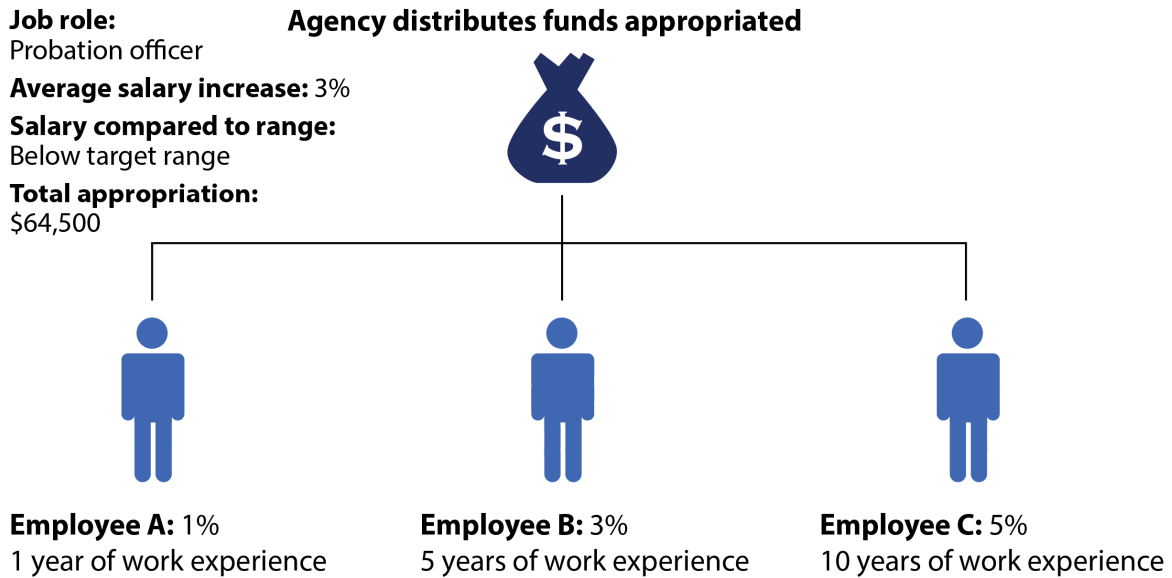 Job role:
Probation officer
Average salary increase: 3%
Salary compared to range:
Below target range
Total appropriation:
$64,500
Agency distributes funds appropriated
$
Employee A: 1%
1 year of work experience
Employee B: 3%
5 years of work experience
Employee C: 5%
10 years of work experience